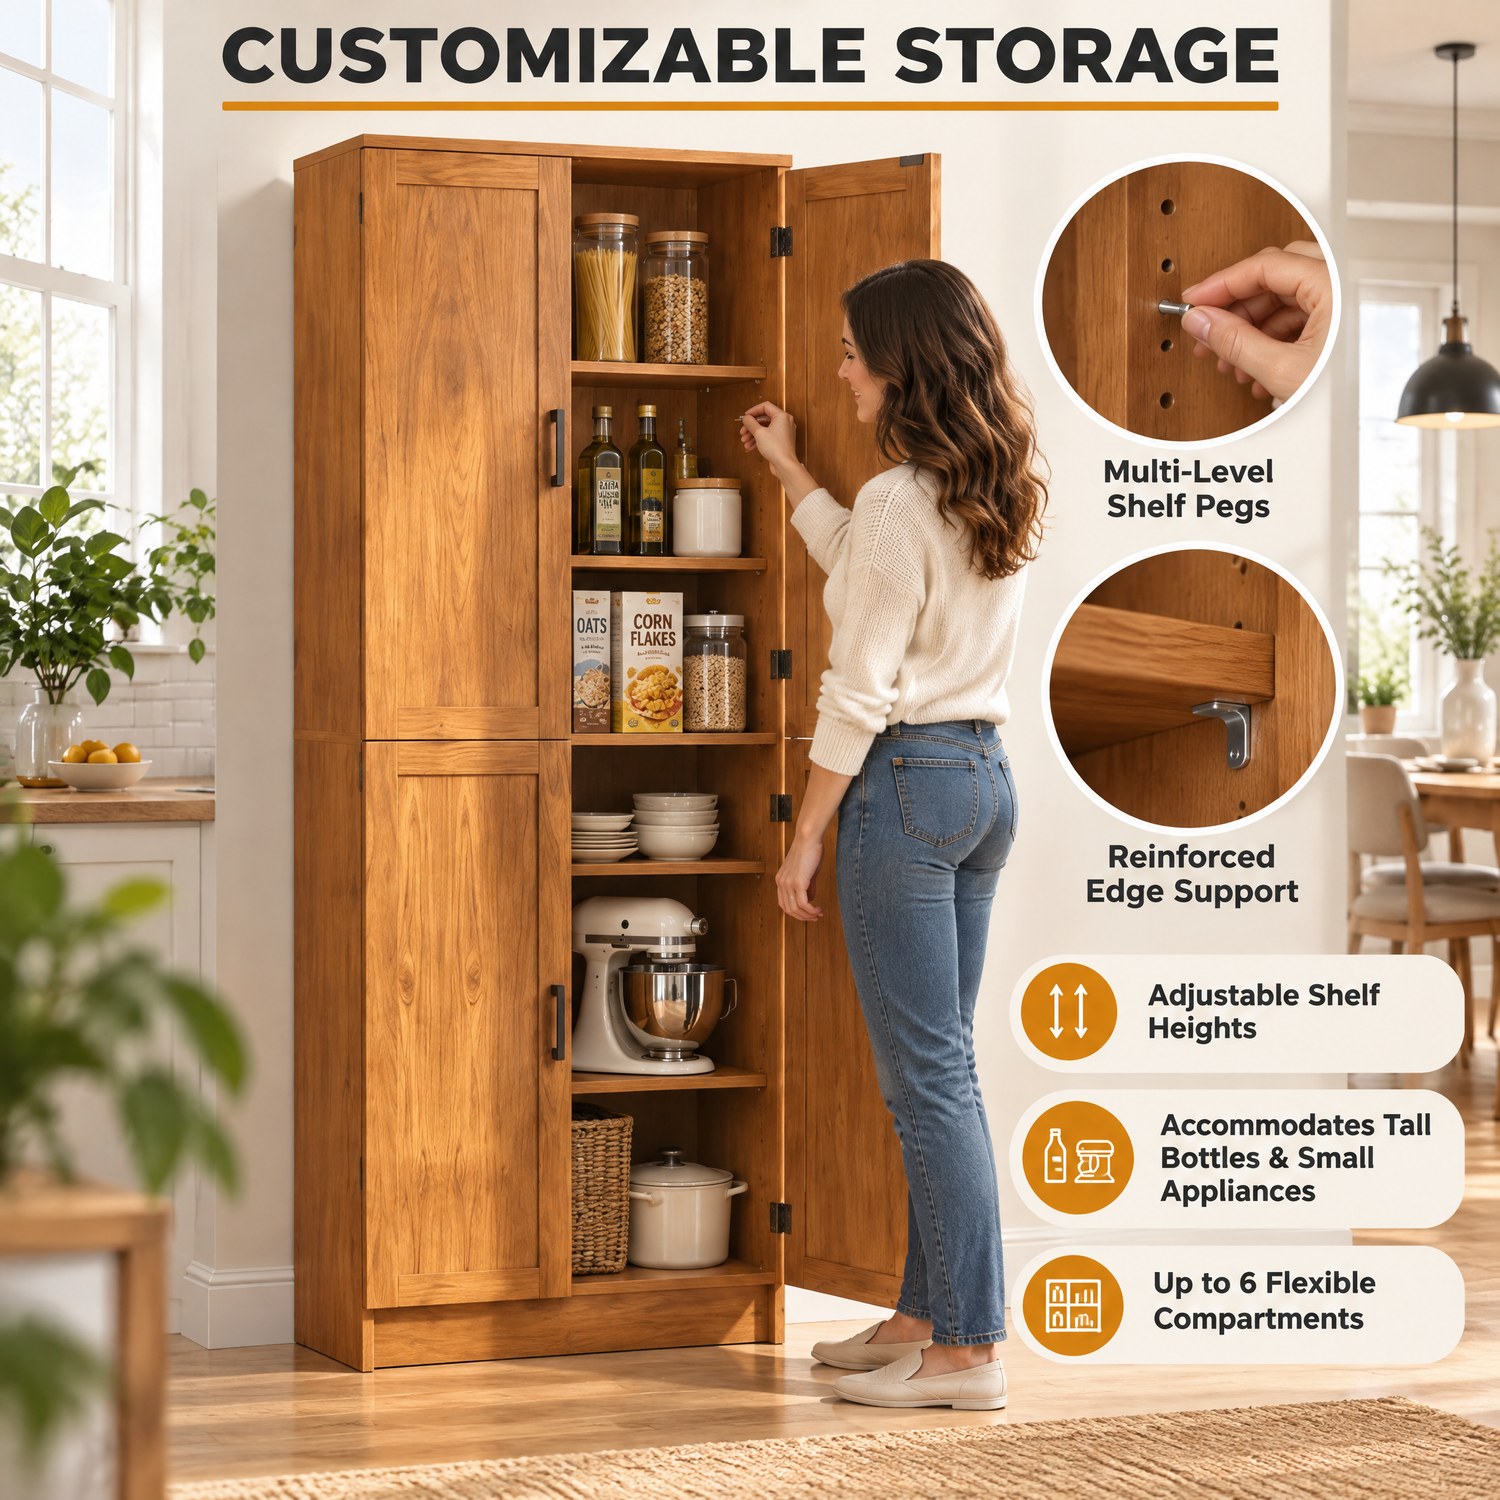 CUSTOMIZABLE STORAGE
Multi-Level
Shelf Pegs
OATS
CORN
FLAKES
Reinforced
Edge Support
Adjustable Shelf
Heights
Accommodates Tall
Bottles & Small
Appliances
Up to 6 Flexible
Compartments